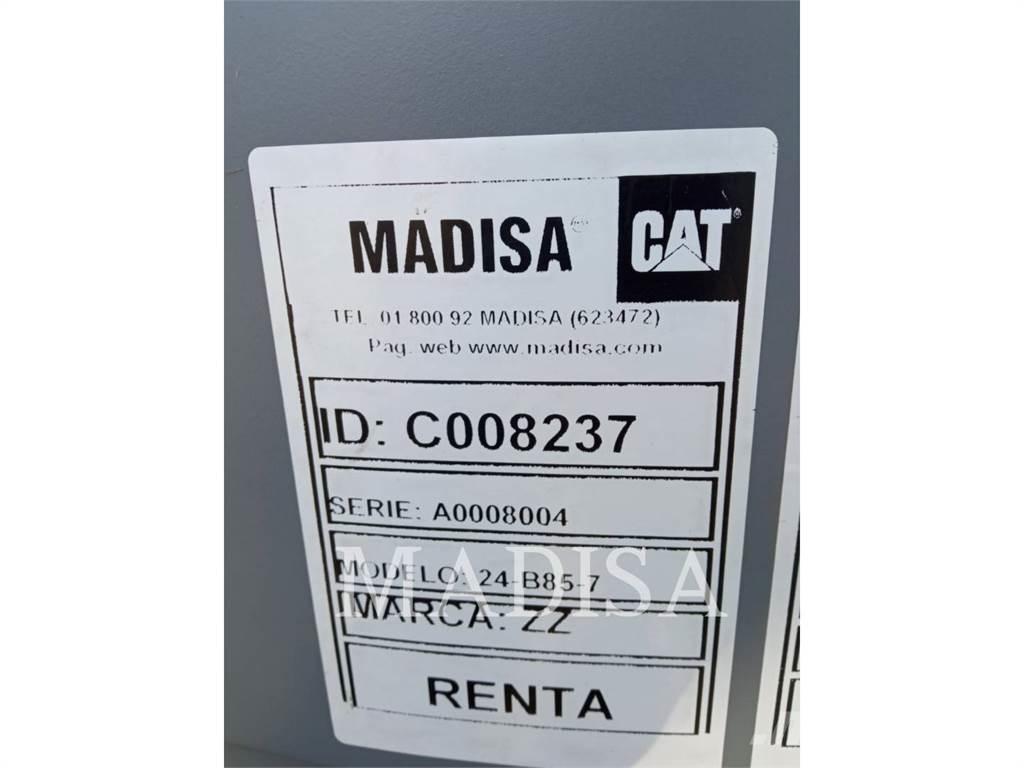 MADISA CAT
TEL 01 800 92 MADISA (623472)
Pag. web www.madisa.com
ID: C008237
SERIE: A0008004
MADISA
MODELO: 24-B85-7
MARCA: ZZ
RENTA